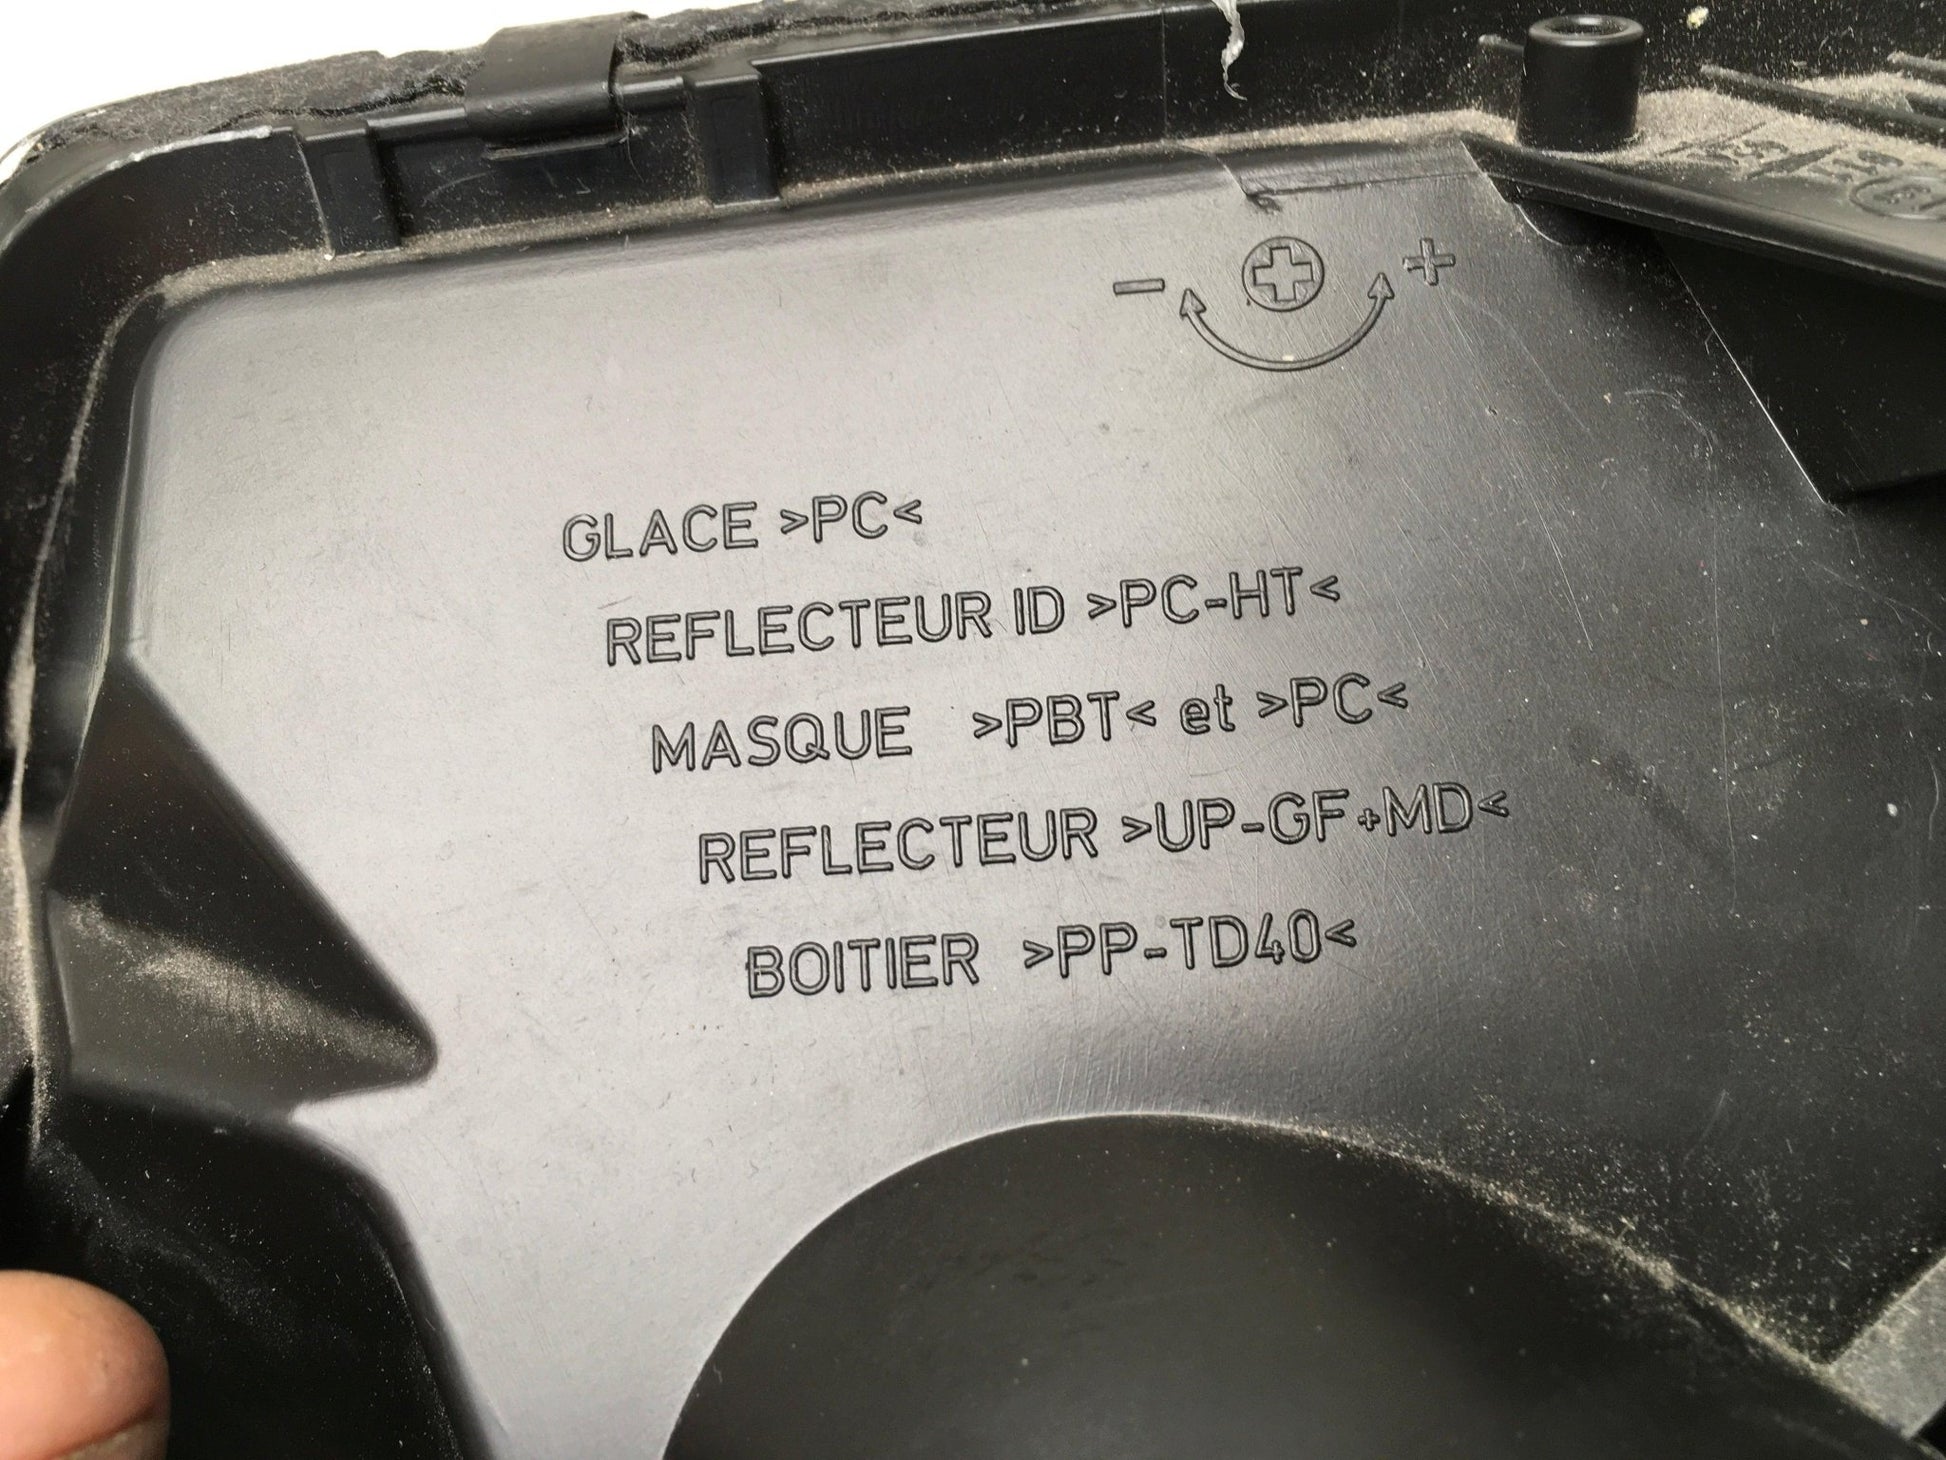 - +
GLACE >PC<
REFLECTEUR ID >PC-HT<
MASQUE >PBT< et >PC<
REFLECTEUR >UP-GF+MD<
BOITIER >PP-TD40<